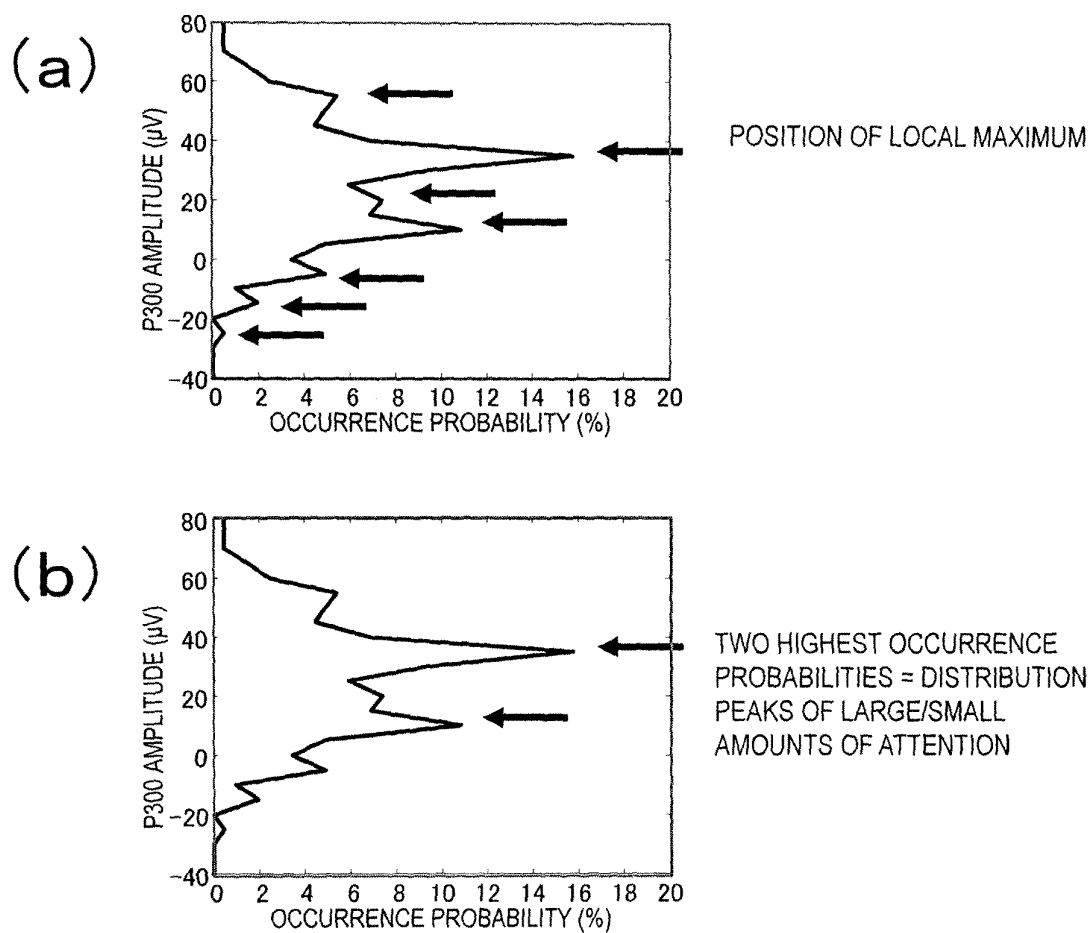 (a)
P300 AMPLITUDE (μV)
80
60
40
20
0
−20
−40
0 2 4 6 8 10 12 14 16 18 20
OCCURRENCE PROBABILITY (%)
POSITION OF LOCAL MAXIMUM
(b)
P300 AMPLITUDE (μV)
80
60
40
20
0
−20
−40
0 2 4 6 8 10 12 14 16 18 20
OCCURRENCE PROBABILITY (%)
TWO HIGHEST OCCURRENCE
PROBABILITIES = DISTRIBUTION
PEAKS OF LARGE/SMALL
AMOUNTS OF ATTENTION